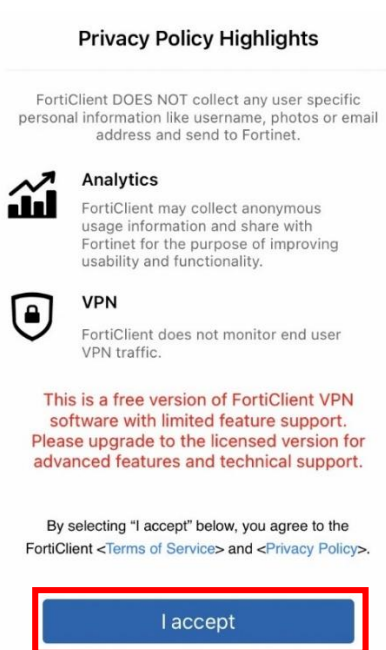 Privacy Policy Highlights
FortiClient DOES NOT collect any user specific
personal information like username, photos or email
address and send to Fortinet.
Analytics
FortiClient may collect anonymous
usage information and share with
Fortinet for the purpose of improving
usability and functionality.
VPN
FortiClient does not monitor end user
VPN traffic.
This is a free version of FortiClient VPN
software with limited feature support.
Please upgrade to the licensed version for
advanced features and technical support.
By selecting “I accept” below, you agree to the
FortiClient <Terms of Service> and <Privacy Policy>.
I accept